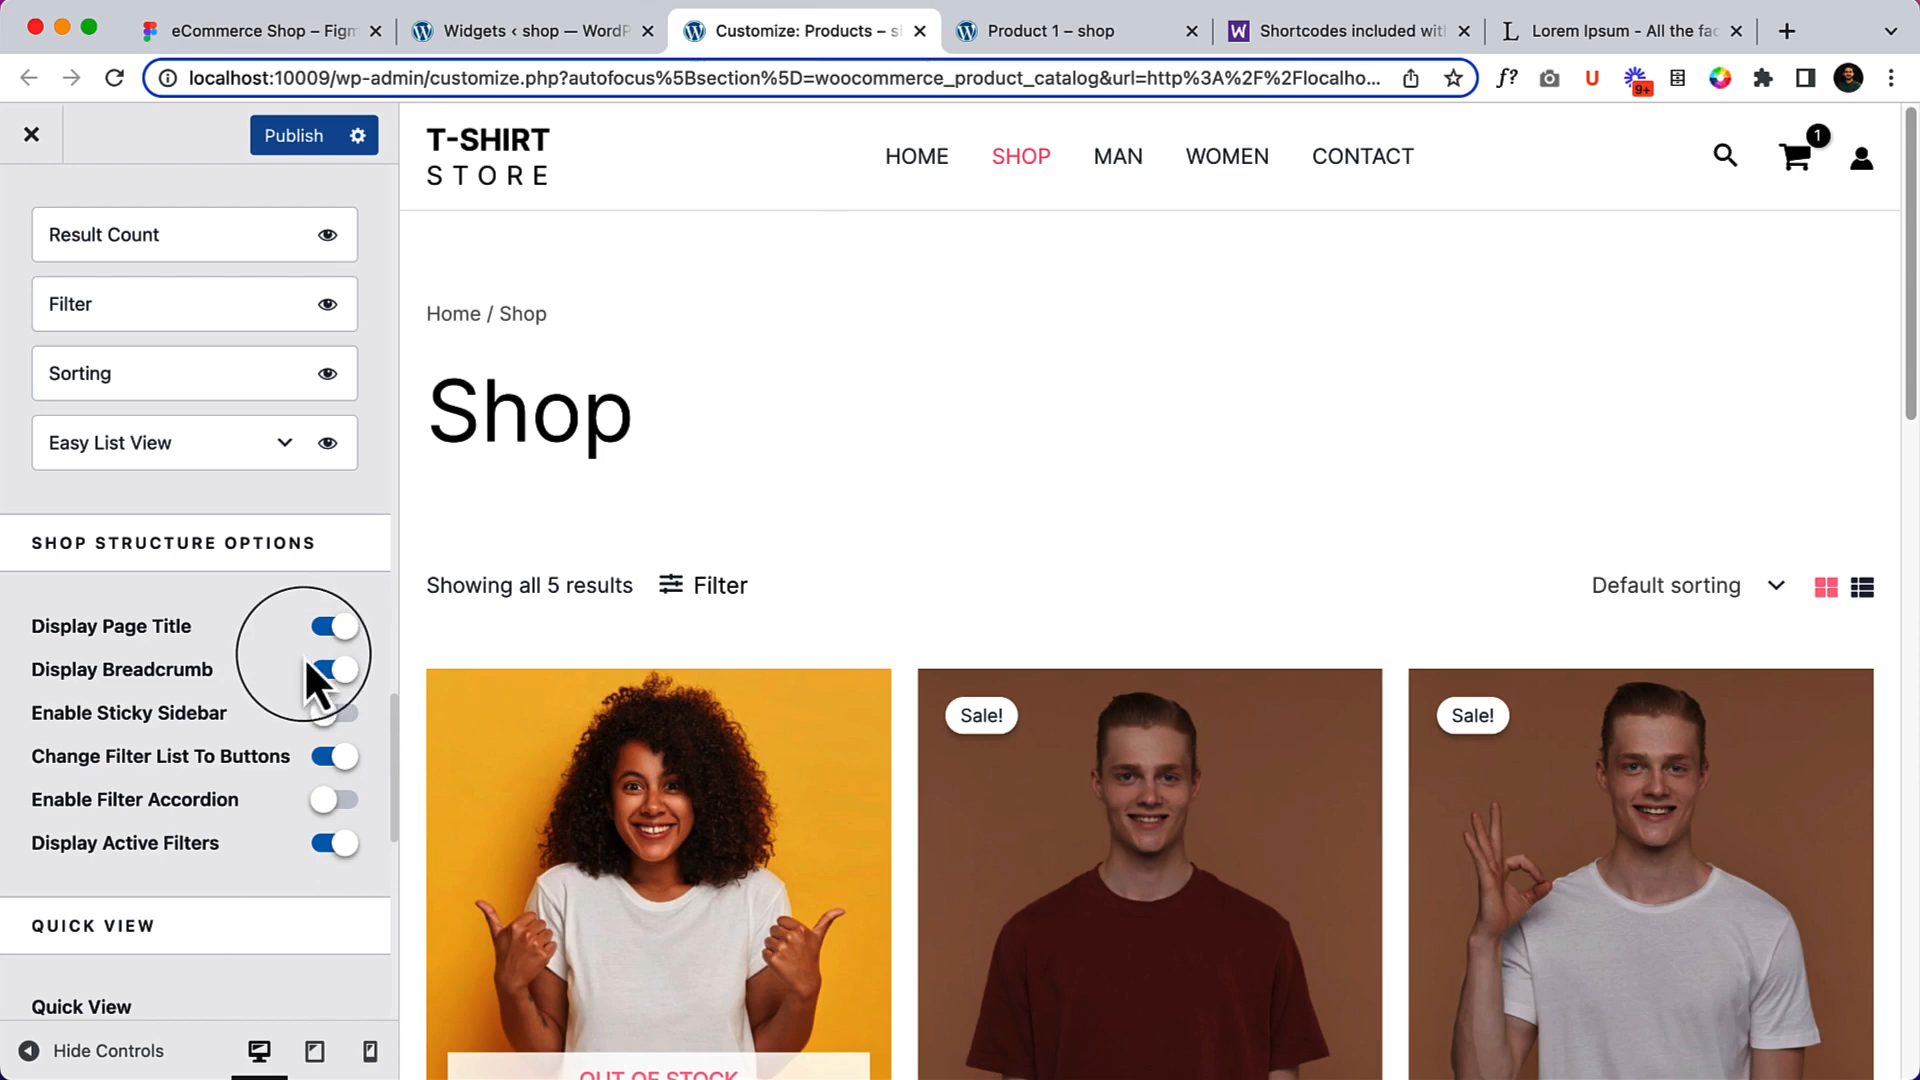 eCommerce Shop – Figm
Widgets ‹ shop — WordP
Customize: Products – s
Product 1 – shop
Shortcodes included wit
Lorem Ipsum - All the fac
localhost:10009/wp-admin/customize.php?autofocus%5Bsection%5D=woocommerce_product_catalog&url=http%3A%2F%2Flocalho...
f?
U
9+
Publish
T-SHIRT
STORE
HOME
SHOP
MAN
WOMEN
CONTACT
1
Result Count
Filter
Sorting
Easy List View
SHOP STRUCTURE OPTIONS
Display Page Title
Display Breadcrumb
Enable Sticky Sidebar
Change Filter List To Buttons
Enable Filter Accordion
Display Active Filters
QUICK VIEW
Quick View
Hide Controls
Home / Shop
Shop
Showing all 5 results
Filter
Default sorting
Sale!
Sale!
OUT OF STOCK